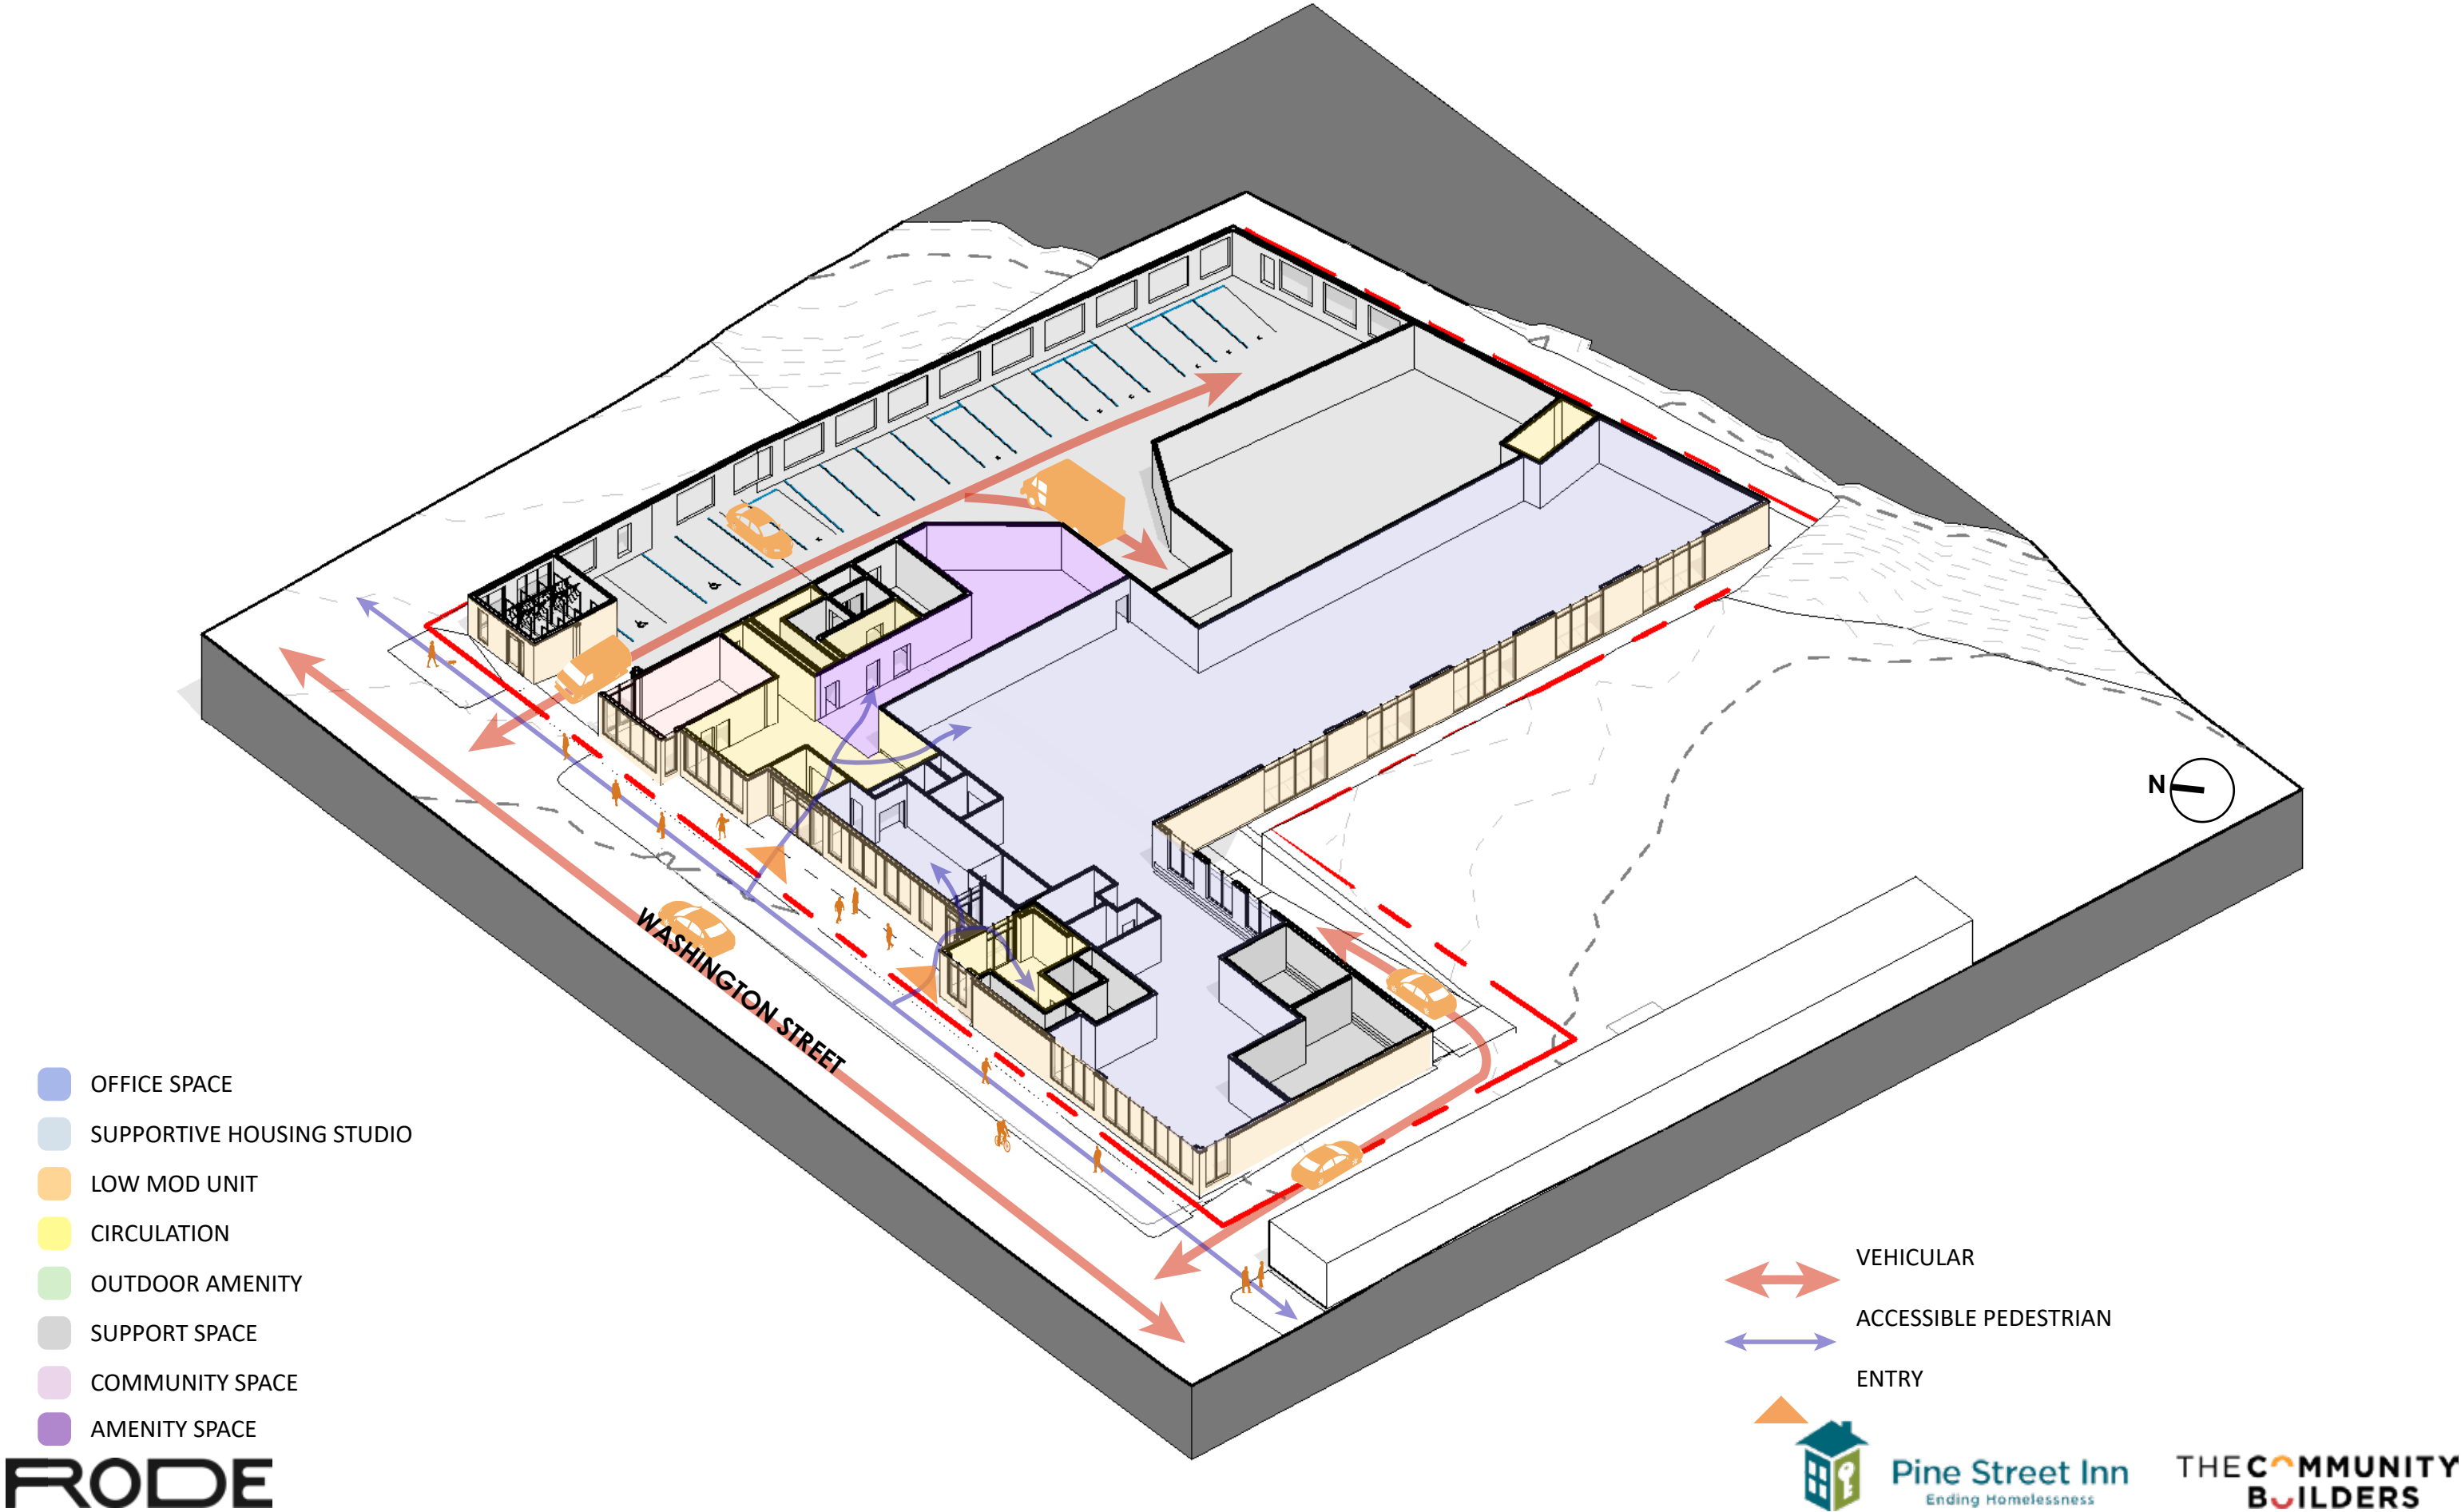 N
WASHINGTON STREET
OFFICE SPACE
SUPPORTIVE HOUSING STUDIO
LOW MOD UNIT
CIRCULATION
OUTDOOR AMENITY
SUPPORT SPACE
COMMUNITY SPACE
AMENITY SPACE
VEHICULAR
ACCESSIBLE PEDESTRIAN
ENTRY
RODE
Pine Street Inn
Ending Homelessness
THE COMMUNITY
BUILDERS